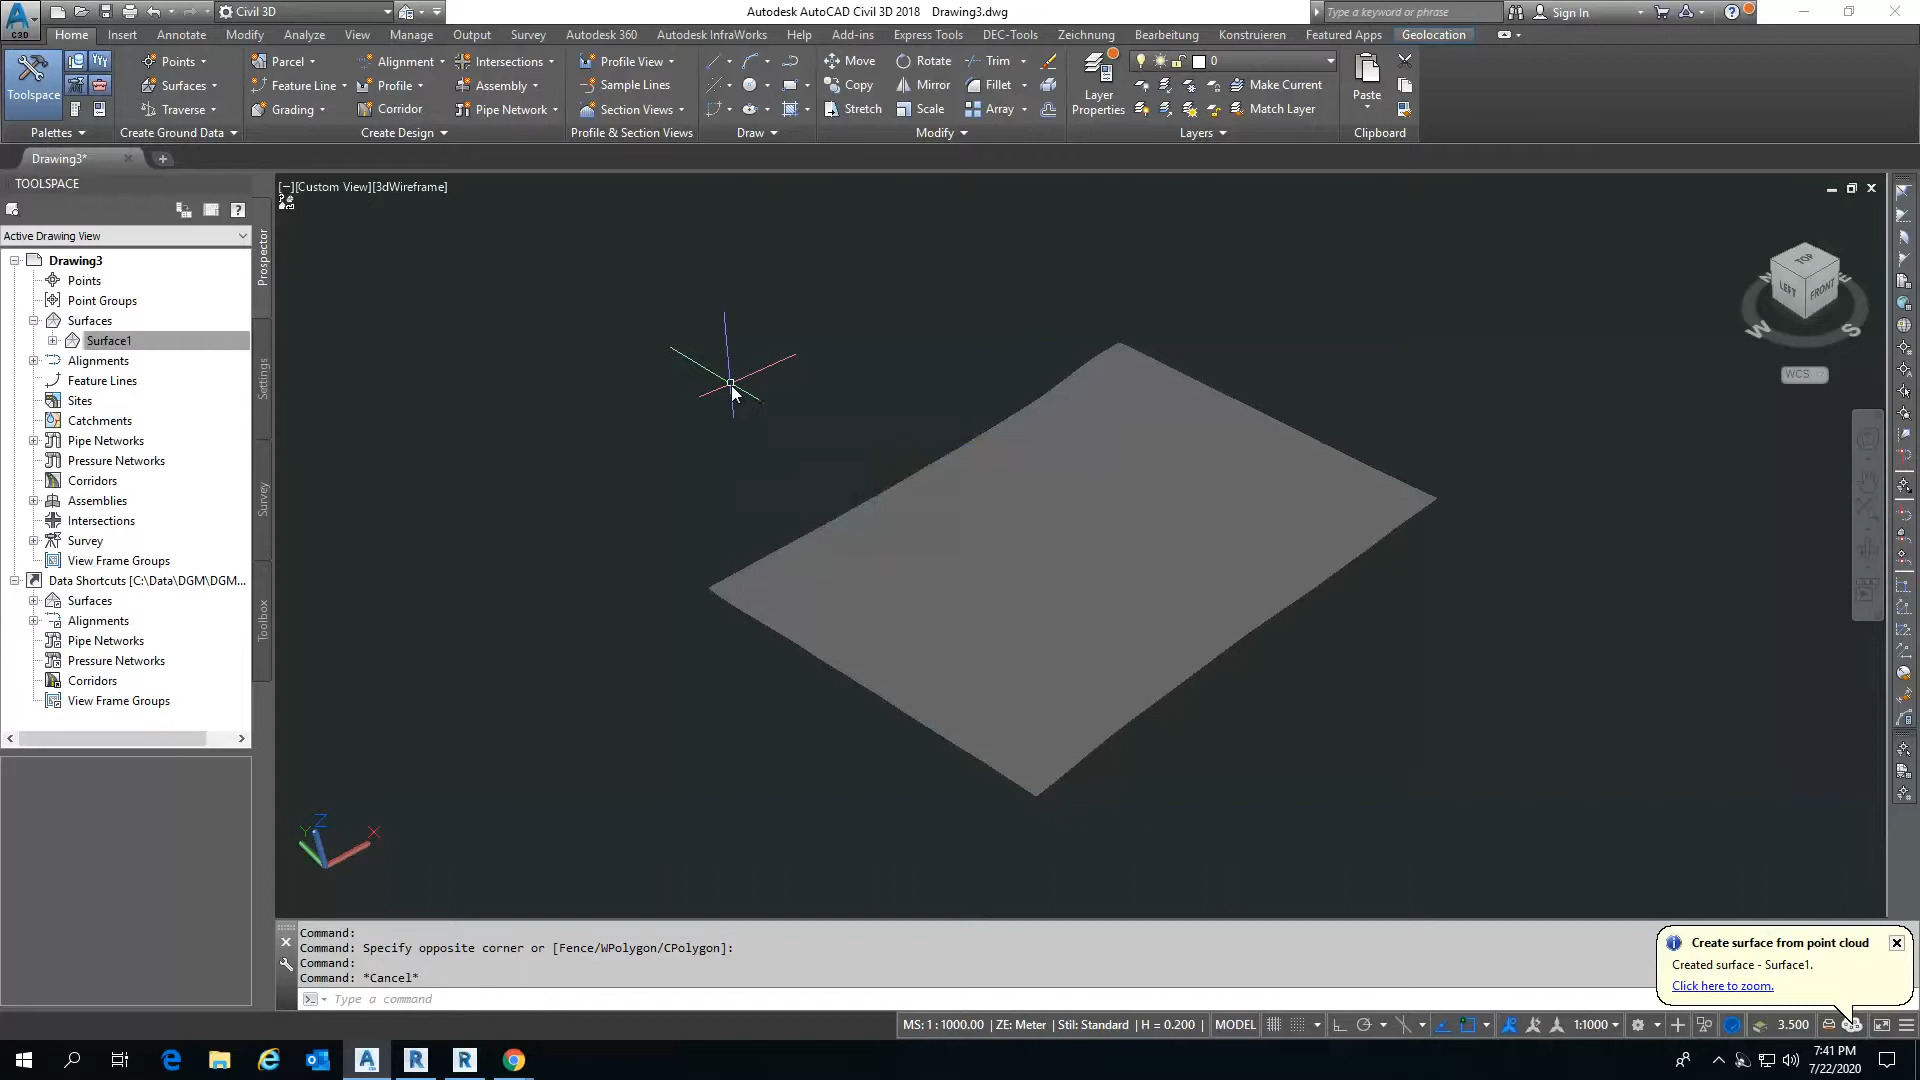 Civil 3D
Autodesk AutoCAD Civil 3D 2018 Drawing3.dwg
Type a keyword or phrase
Sign In
C3D
Home Insert Annotate Modify Analyze View Manage Output Survey Autodesk 360 Autodesk InfraWorks Help Add-ins Express Tools DEC-Tools Zeichnung Bearbeitung Konstruieren Featured Apps Geolocation
Toolspace
Points
Surfaces
Traverse
Parcel
Feature Line
Grading
Alignment
Profile
Corridor
Intersections
Assembly
Pipe Network
Profile View
Sample Lines
Section Views
Move
Copy
Stretch
Rotate
Mirror
Scale
Trim
Fillet
Array
Layer
Properties
0
Make Current
Match Layer
Paste
Palettes
Create Ground Data
Create Design
Profile & Section Views
Draw
Modify
Layers
Clipboard
Drawing3*
TOOLSPACE
Active Drawing View
Drawing3
Points
Point Groups
Surfaces
Surface1
Alignments
Feature Lines
Sites
Catchments
Pipe Networks
Pressure Networks
Corridors
Assemblies
Intersections
Survey
View Frame Groups
Data Shortcuts [C:\Data\DGM\DGM...
Surfaces
Alignments
Pipe Networks
Pressure Networks
Corridors
View Frame Groups
Prospector
Settings
Survey
Toolbox
[−][Custom View][3dWireframe]
TOP
LEFT
FRONT
N
E
W
S
WCS
Y
Z
X
Command:
Command: Specify opposite corner or [Fence/WPolygon/CPolygon]:
Command:
Command: *Cancel*
Type a command
Create surface from point cloud
Created surface - Surface1.
Click here to zoom.
MS: 1 : 1000.00 | ZE: Meter | Stil: Standard | H = 0.200 | MODEL
1:1000
3.500
7:41 PM
7/22/2020